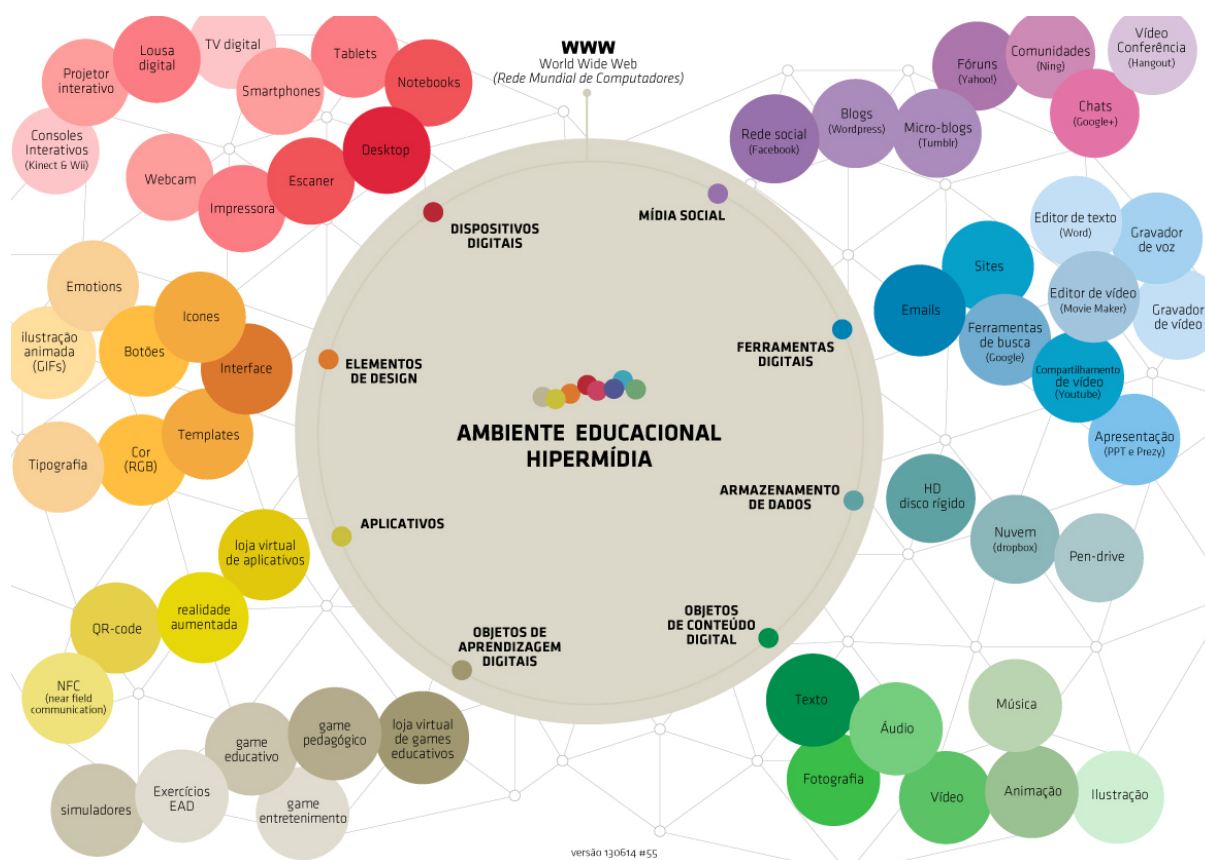 WWW
World Wide Web
(Rede Mundial de Computadores)
AMBIENTE EDUCACIONAL
HIPERMÍDIA
DISPOSITIVOS
DIGITAIS
TV digital
Lousa
digital
Tablets
Projetor
interativo
Smartphones
Notebooks
Consoles
Interativos
(Kinect & Wii)
Desktop
Webcam
Impressora
Escaner
ELEMENTOS
DE DESIGN
Emotions
Icones
ilustração
animada
(GIFs)
Botões
Interface
Tipografia
Cor
(RGB)
Templates
APLICATIVOS
loja virtual
de aplicativos
QR-code
realidade
aumentada
NFC
(near field
communication)
OBJETOS DE
APRENDIZAGEM
DIGITAIS
game
educativo
game
pedagógico
loja virtual
de games
educativos
simuladores
Exercícios
EAD
game
entretenimento
MÍDIA SOCIAL
Rede social
(Facebook)
Blogs
(Wordpress)
Micro-blogs
(Tumblr)
Fóruns
(Yahoo!)
Comunidades
(Ning)
Vídeo
Conferência
(Hangout)
Chats
(Google+)
FERRAMENTAS
DIGITAIS
Editor de texto
(Word)
Gravador
de voz
Sites
Emails
Editor de vídeo
(Movie Maker)
Gravador
de vídeo
Ferramentas
de busca
(Google)
Compartilhamento
de vídeo
(Youtube)
Apresentação
(PPT e Prezy)
ARMAZENAMENTO
DE DADOS
HD
disco rígido
Nuvem
(dropbox)
Pen-drive
OBJETOS
DE CONTEÚDO
DIGITAL
Texto
Áudio
Música
Fotografia
Vídeo
Animação
Ilustração
versão 130614 #55